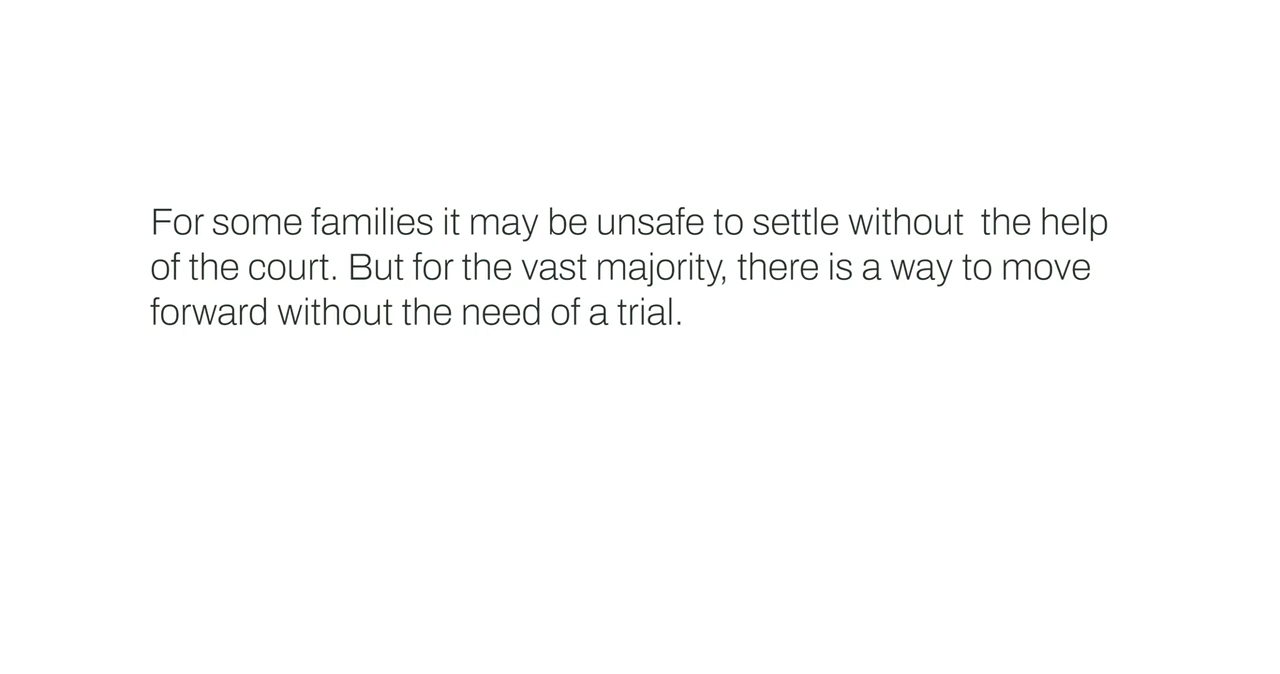 For some families it may be unsafe to settle without  the help
of the court. But for the vast majority, there is a way to move
forward without the need of a trial.